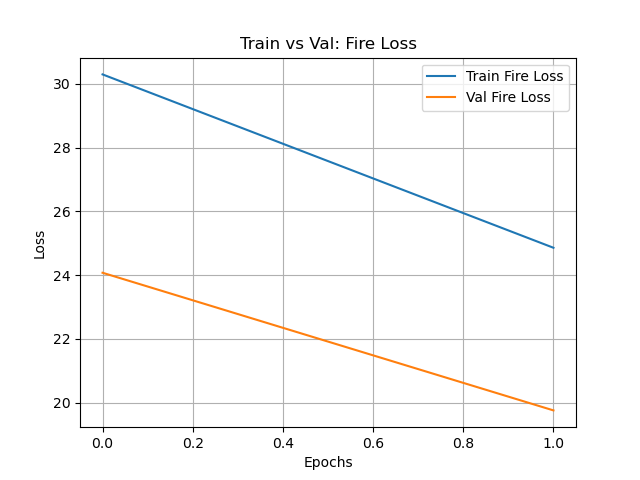 Train vs Val: Fire Loss
Train Fire Loss
Val Fire Loss
30
28
26
24
22
20
Loss
0.0 0.2 0.4 0.6 0.8 1.0
Epochs